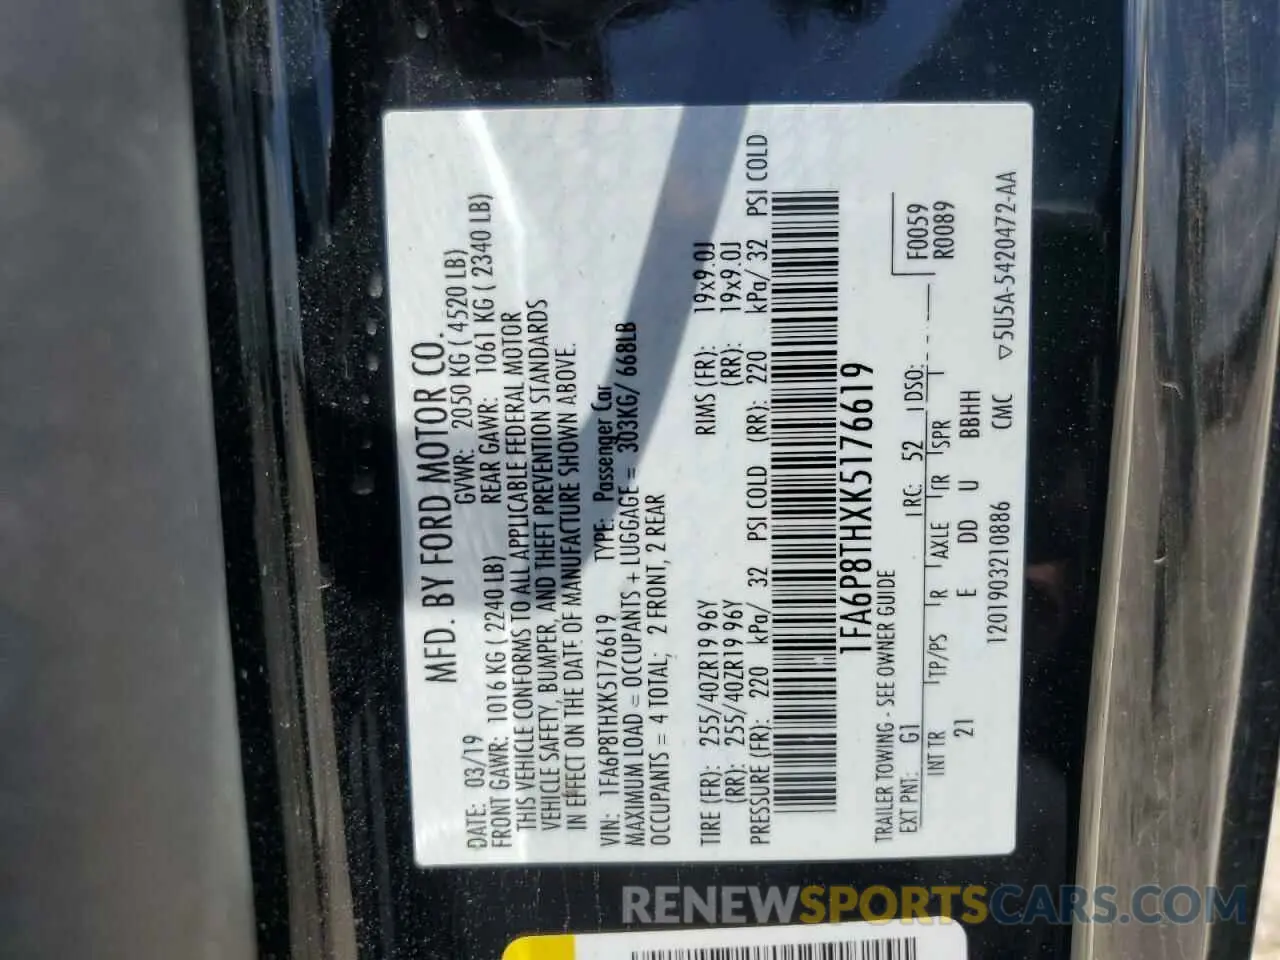 MFD. BY FORD MOTOR CO.
DATE: 03/19 GVWR: 2050 KG ( 4520 LB)
FRONT GAWR: 1016 KG ( 2240 LB) REAR GAWR: 1061 KG ( 2340 LB)
THIS VEHICLE CONFORMS TO ALL APPLICABLE FEDERAL MOTOR
VEHICLE SAFETY, BUMPER, AND THEFT PREVENTION STANDARDS
IN EFFECT ON THE DATE OF MANUFACTURE SHOWN ABOVE.
VIN: 1FA6P8THXK5176619 TYPE: Passenger Car
MAXIMUM LOAD = OCCUPANTS + LUGGAGE = 303KG/ 668LB
OCCUPANTS = 4 TOTAL; 2 FRONT, 2 REAR
TIRE (FR): 255/40ZR19 96Y RIMS (FR): 19x9.0J
(RR): 255/40ZR19 96Y (RR): 19x9.0J
PRESSURE (FR): 220 kPa/ 32 PSI COLD (RR): 220 kPa/ 32 PSI COLD
1FA6P8THXK5176619
TRAILER TOWING - SEE OWNER GUIDE
EXT PNT: G1 RC: 52 DSO: F0059
INT TR TP/PS R AXLE TR SPR R0089
21 E DD U BBHH
1201903210886 CMC ▽5U5A-5420472-AA
RENEWSPORTSCARS.COM